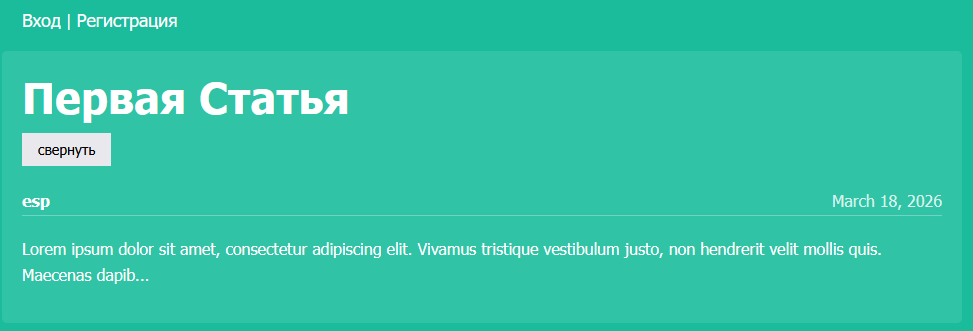 Вход | Регистрация
Первая Статья
свернуть
esp March 18, 2026
Lorem ipsum dolor sit amet, consectetur adipiscing elit. Vivamus tristique vestibulum justo, non hendrerit velit mollis quis.
Maecenas dapib...